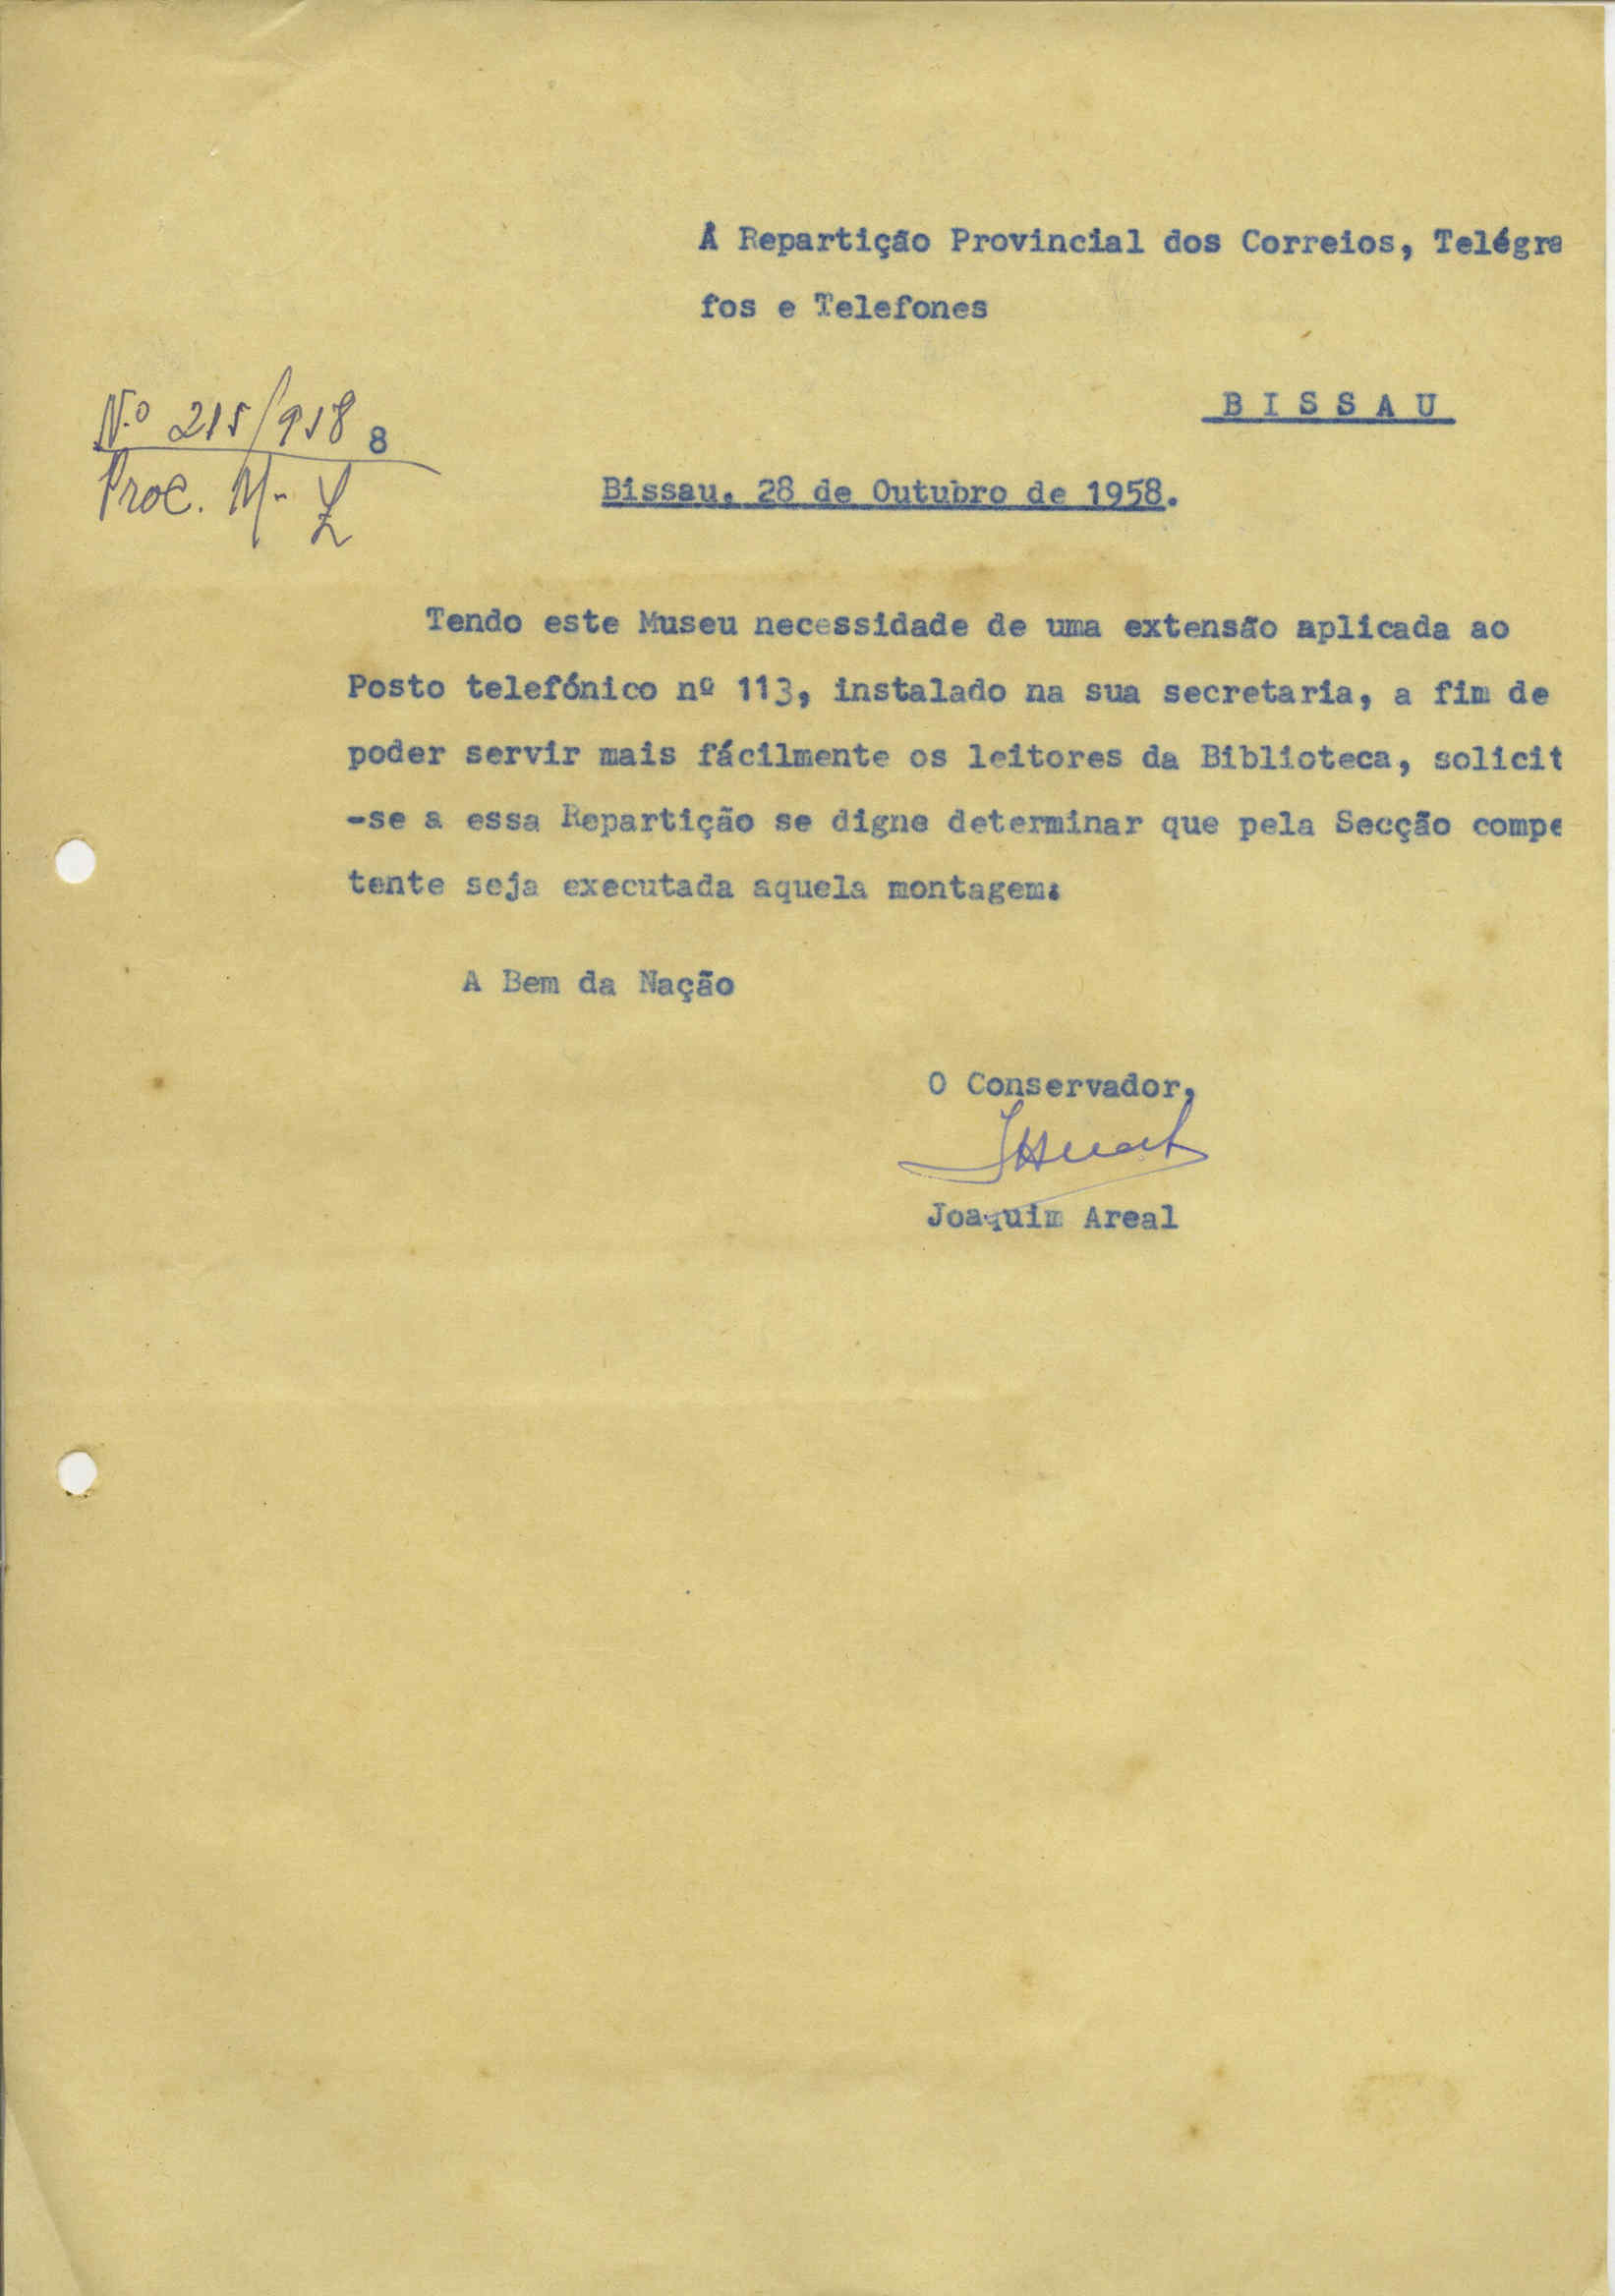 À Repartição Provincial dos Correios, Telégra
fos e Telefones
BISSAU
Nº 215/958 8
Proc. M-
Bissau, 28 de Outubro de 1958.
Tendo este Museu necessidade de uma extensão aplicada ao
Posto telefónico nº 113, instalado na sua secretaria, a fim de
poder servir mais fácilmente os leitores da Biblioteca, solicit
-se a essa Repartição se digne determinar que pela Secção compe
tente seja executada aquela montagem.
A Bem da Nação
O Conservador,
Joaquim Areal